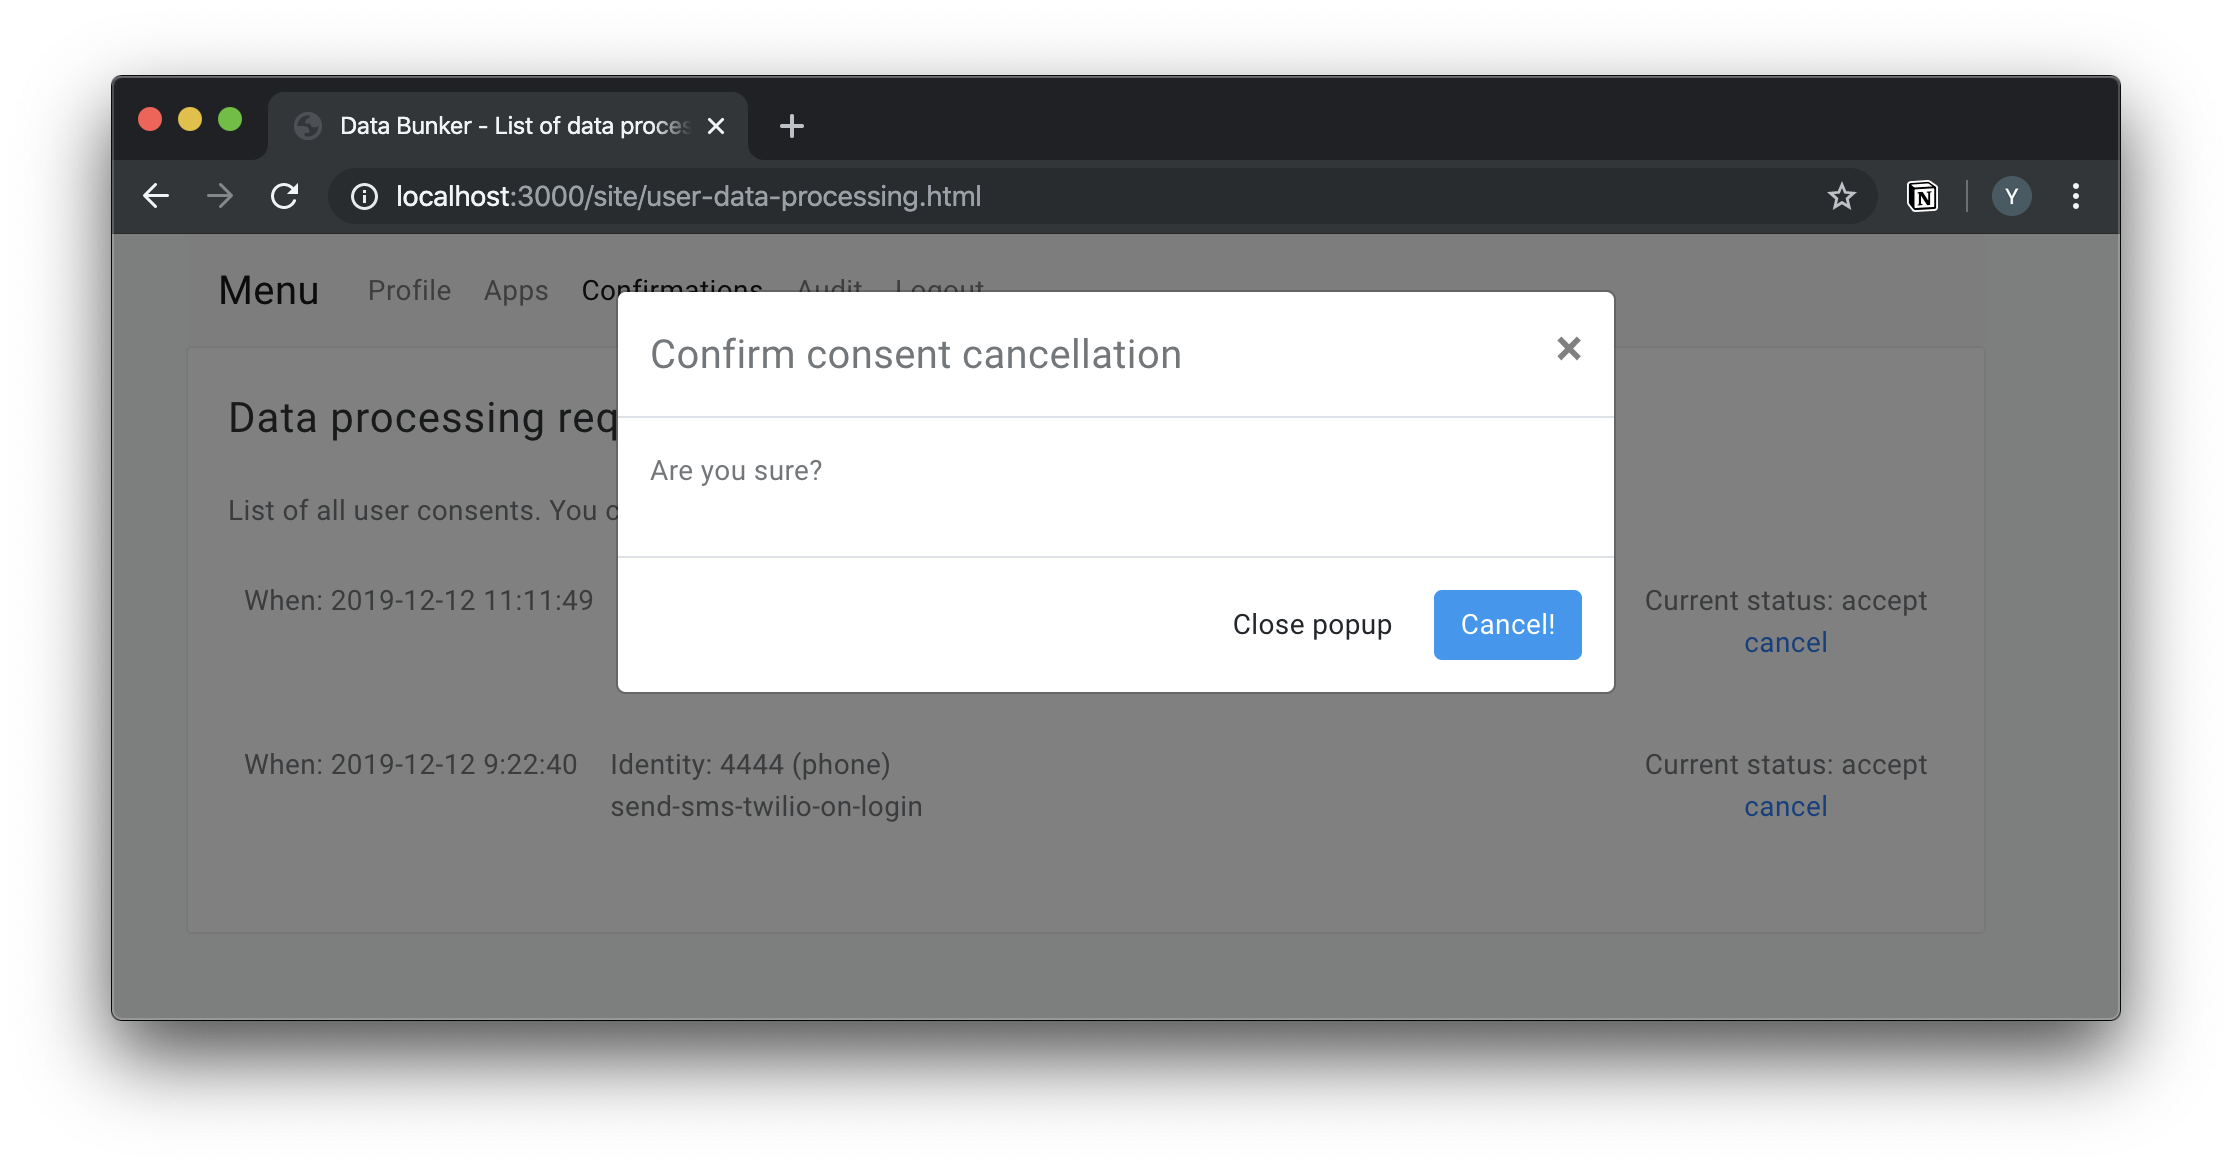 Data Bunker - List of data proces
localhost:3000/site/user-data-processing.html
Y
Menu Profile Apps Confirmations Audit Logout
Confirm consent cancellation
Data processing req
Are you sure?
List of all user consents. You c
When: 2019-12-12 11:11:49
Current status: accept
Close popup Cancel!
cancel
When: 2019-12-12 9:22:40 Identity: 4444 (phone) Current status: accept
send-sms-twilio-on-login cancel